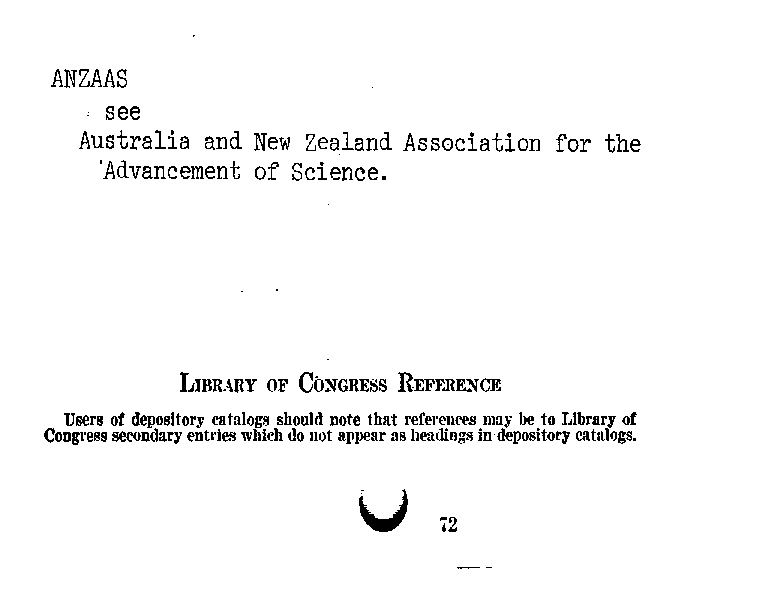 ANZAAS
see
Australia and New Zealand Association for the
Advancement of Science.
LIBRARY OF CONGRESS REFERENCE
Users of depository catalogs should note that references may be to Library of
Congress secondary entries which do not appear as headings in depository catalogs.
72